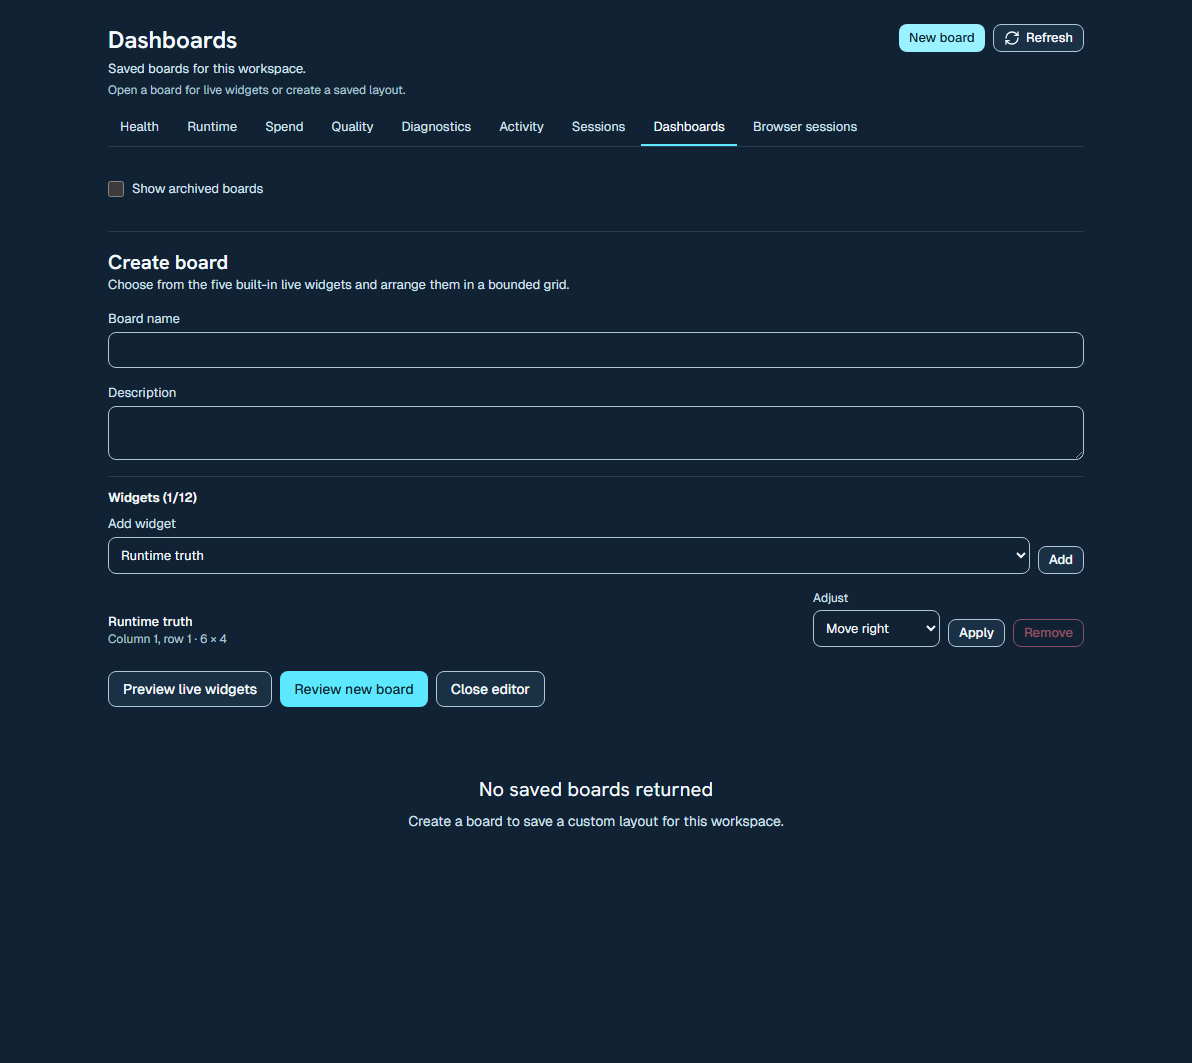 Dashboards
New board
Refresh
Saved boards for this workspace.
Open a board for live widgets or create a saved layout.
Health Runtime Spend Quality Diagnostics Activity Sessions Dashboards Browser sessions
Show archived boards
Create board
Choose from the five built-in live widgets and arrange them in a bounded grid.
Board name
Description
Widgets (1/12)
Add widget
Runtime truth
Add
Adjust
Runtime truth
Column 1, row 1 · 6 × 4
Move right
Apply
Remove
Preview live widgets
Review new board
Close editor
No saved boards returned
Create a board to save a custom layout for this workspace.